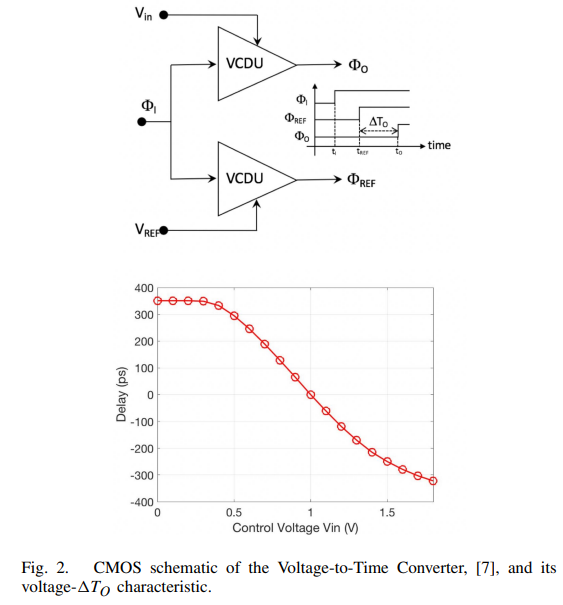 Vin
VCDU
ΦO
ΦI
ΦI
ΦREF
ΔTO
ΦO
time
ti
tREF
to
VCDU
ΦREF
VREF
400
300
200
100
0
-100
-200
-300
-400
Delay (ps)
0
0.5
1
1.5
Control Voltage Vin (V)
Fig. 2. CMOS schematic of the Voltage-to-Time Converter, [7], and its
voltage-ΔTO characteristic.